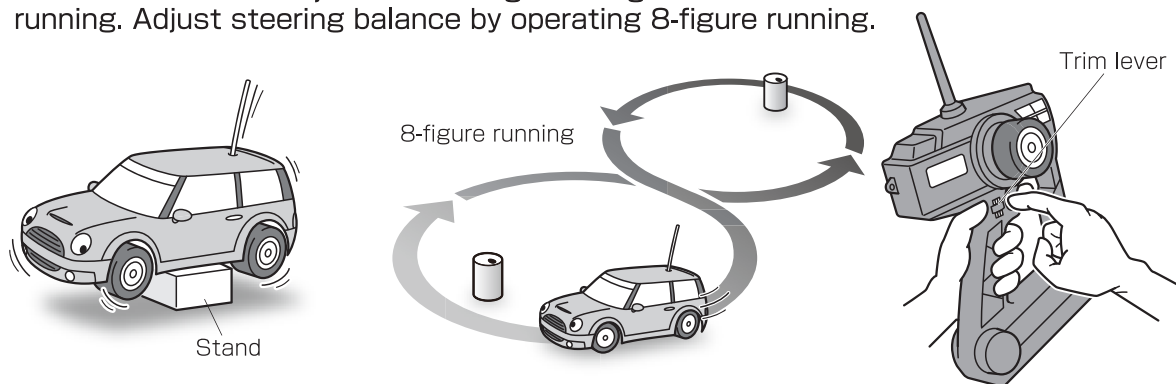 running. Adjust steering balance by operating 8-figure running.
Trim lever
8-figure running
Stand